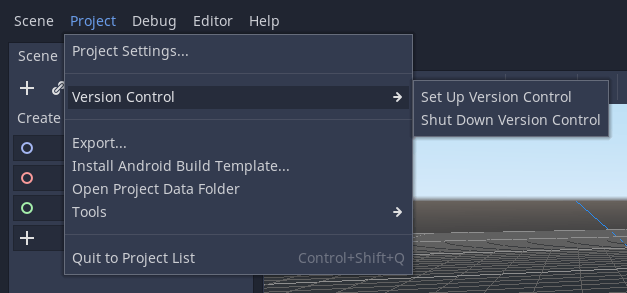 Scene Project Debug Editor Help
Scene
Project Settings...
Version Control
Set Up Version Control
Shut Down Version Control
Create
Export...
Install Android Build Template...
Open Project Data Folder
Tools
Quit to Project List Control+Shift+Q